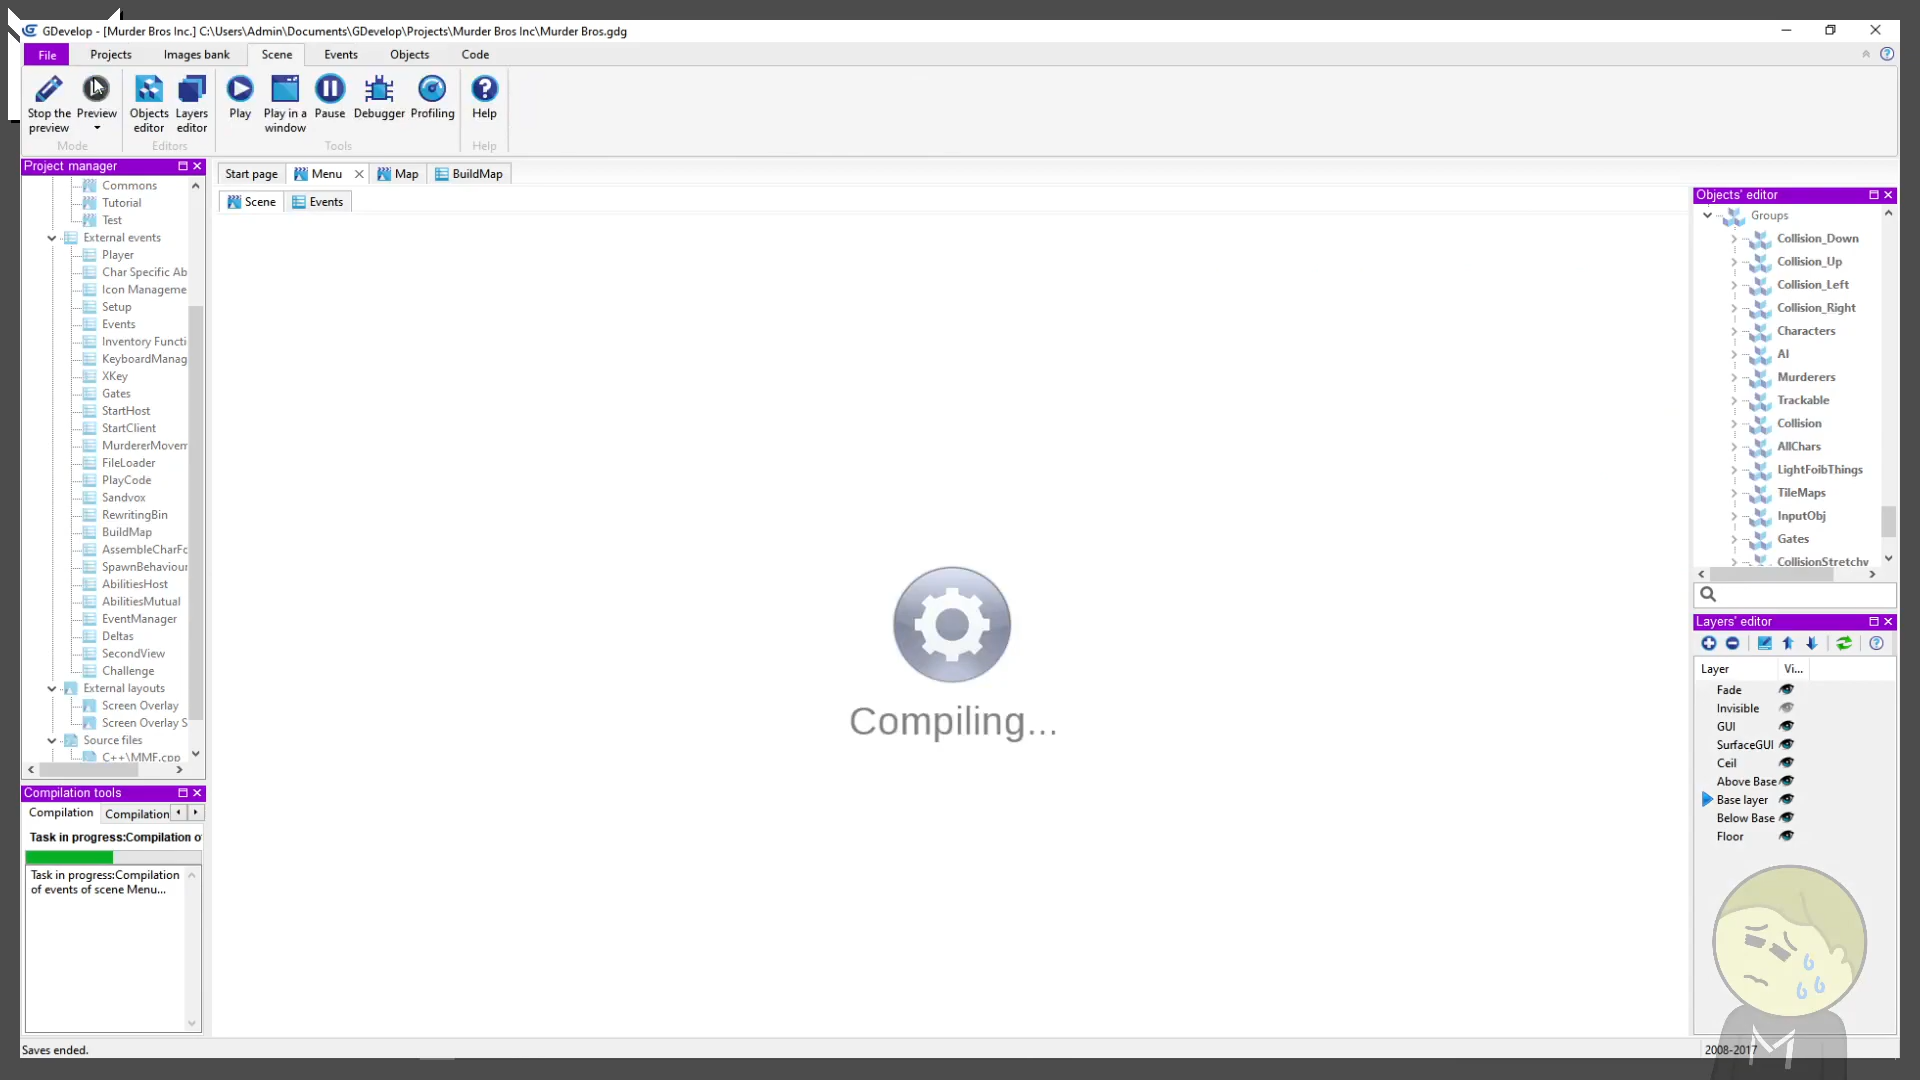 GDevelop - [Murder Bros Inc.] C:\Users\Admin\Documents\GDevelop\Projects\Murder Bros Inc\Murder Bros.gdg
File Projects Images bank Scene Events Objects Code
Stop the preview
Preview
Objects editor
Layers editor
Play
Play in a window
Pause
Debugger
Profiling
Help
Mode Editors Tools Help
Project manager
Commons
Tutorial
Test
External events
Player
Char Specific Ab
Icon Manageme
Setup
Events
Inventory Functi
KeyboardManag
XKey
Gates
StartHost
StartClient
MurdererMovem
FileLoader
PlayCode
Sandvox
RewritingBin
BuildMap
AssembleCharFo
SpawnBehaviour
AbilitiesHost
AbilitiesMutual
EventManager
Deltas
SecondView
Challenge
External layouts
Screen Overlay
Screen Overlay S
Source files
C++\MMF.cpp
Compilation tools
Compilation Compilation
Task in progress:Compilation o
Task in progress:Compilation
of events of scene Menu...
Saves ended.
Start page Menu Map BuildMap
Scene Events
Compiling...
Objects' editor
Groups
Collision_Down
Collision_Up
Collision_Left
Collision_Right
Characters
AI
Murderers
Trackable
Collision
AllChars
LightFoibThings
TileMaps
InputObj
Gates
CollisionStretchy
Layers' editor
Layer Vi...
Fade
Invisible
GUI
SurfaceGUI
Ceil
Above Base
Base layer
Below Base
Floor
2008-2017
M